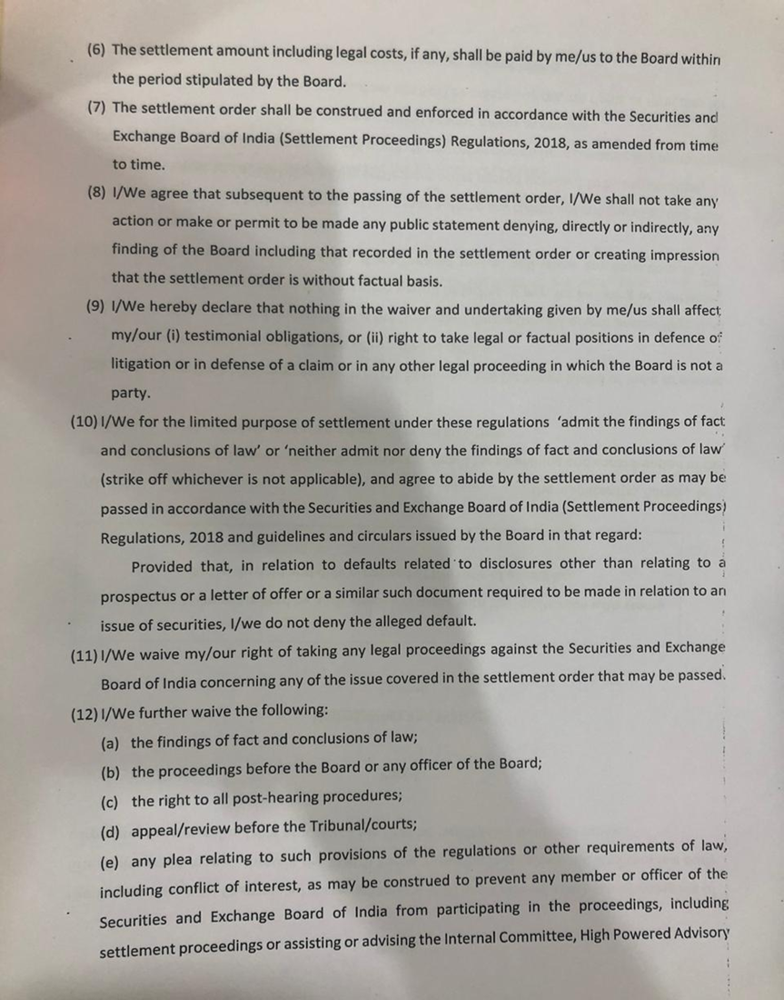 (6) The settlement amount including legal costs, if any, shall be paid by me/us to the Board within
the period stipulated by the Board.
(7) The settlement order shall be construed and enforced in accordance with the Securities and
Exchange Board of India (Settlement Proceedings) Regulations, 2018, as amended from time
to time.
(8) I/We agree that subsequent to the passing of the settlement order, I/We shall not take any
action or make or permit to be made any public statement denying, directly or indirectly, any
finding of the Board including that recorded in the settlement order or creating impression
that the settlement order is without factual basis.
(9) I/We hereby declare that nothing in the waiver and undertaking given by me/us shall affect
my/our (i) testimonial obligations, or (ii) right to take legal or factual positions in defence of
litigation or in defense of a claim or in any other legal proceeding in which the Board is not a
party.
(10) I/We for the limited purpose of settlement under these regulations 'admit the findings of fact
and conclusions of law' or 'neither admit nor deny the findings of fact and conclusions of law'
(strike off whichever is not applicable), and agree to abide by the settlement order as may be
passed in accordance with the Securities and Exchange Board of India (Settlement Proceedings)
Regulations, 2018 and guidelines and circulars issued by the Board in that regard:
Provided that, in relation to defaults related to disclosures other than relating to a
prospectus or a letter of offer or a similar such document required to be made in relation to an
issue of securities, I/we do not deny the alleged default.
(11) I/We waive my/our right of taking any legal proceedings against the Securities and Exchange
Board of India concerning any of the issue covered in the settlement order that may be passed.
(12) I/We further waive the following:
(a) the findings of fact and conclusions of law;
(b) the proceedings before the Board or any officer of the Board;
(c) the right to all post-hearing procedures;
(d) appeal/review before the Tribunal/courts;
(e) any plea relating to such provisions of the regulations or other requirements of law,
including conflict of interest, as may be construed to prevent any member or officer of the
Securities and Exchange Board of India from participating in the proceedings, including
settlement proceedings or assisting or advising the Internal Committee, High Powered Advisory